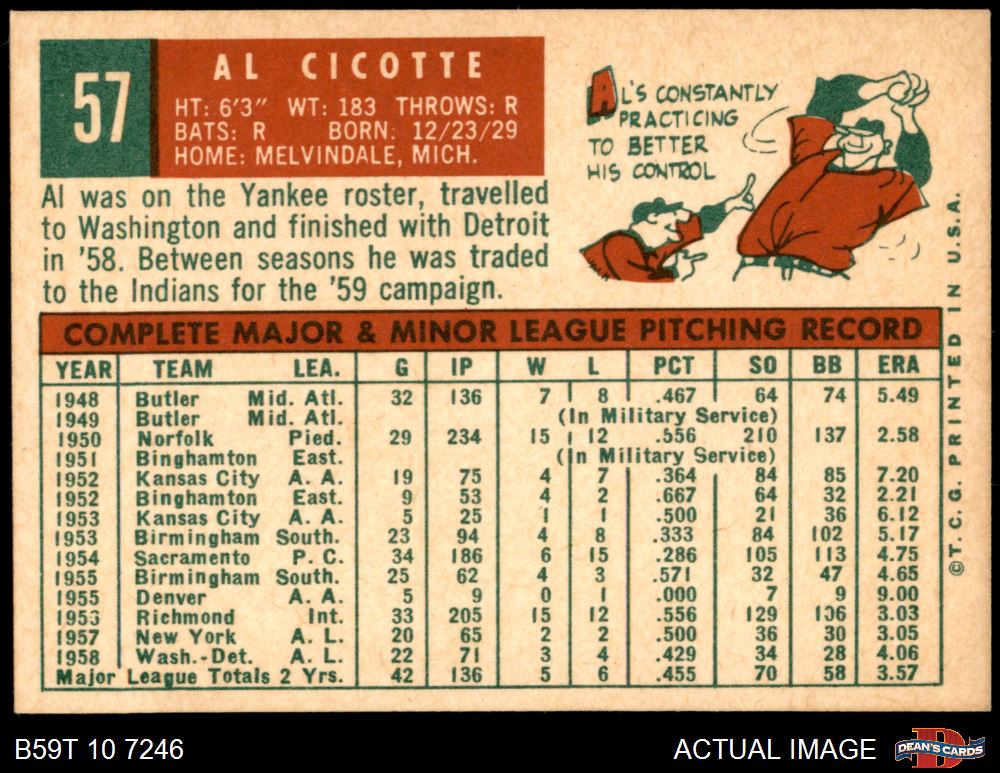 57
AL CICOTTE
HT: 6'3" WT: 183 THROWS: R
BATS: R BORN: 12/23/29
HOME: MELVINDALE, MICH.
AL'S CONSTANTLY
PRACTICING
TO BETTER
HIS CONTROL
Al was on the Yankee roster, travelled
to Washington and finished with Detroit
in '58. Between seasons he was traded
to the Indians for the '59 campaign.
COMPLETE MAJOR & MINOR LEAGUE PITCHING RECORD
YEAR TEAM LEA. G IP W L PCT SO BB ERA
1948 Butler Mid. Atl. 32 136 7 8 .467 64 74 5.49
1949 Butler Mid. Atl. (In Military Service)
1950 Norfolk Pied. 29 234 15 12 .556 210 137 2.58
1951 Binghamton East. (In Military Service)
1952 Kansas City A. A. 19 75 4 7 .364 84 85 7.20
1952 Binghamton East. 9 53 4 2 .667 64 32 2.21
1953 Kansas City A. A. 5 25 1 1 .500 21 36 6.12
1953 Birmingham South. 23 94 4 8 .333 84 102 5.17
1954 Sacramento P. C. 34 186 6 15 .286 105 113 4.75
1955 Birmingham South. 25 62 4 3 .571 32 47 4.65
1955 Denver A. A. 5 9 0 1 .000 7 9 9.00
Richmond Int. 33 205 15 12 .556 129 3.03
1957 New York A. L. 20 65 2 2 .500 36 30 3.05
1958 Wash.-Det. A. L. 22 71 3 4 .429 34 28 4.06
Major League Totals 2 Yrs. 42 136 5 6 .455 70 58 3.57
© T. C. G. PRINTED IN U.S.A.
B59T 10 7246
ACTUAL IMAGE
D
DEAN'S CARDS